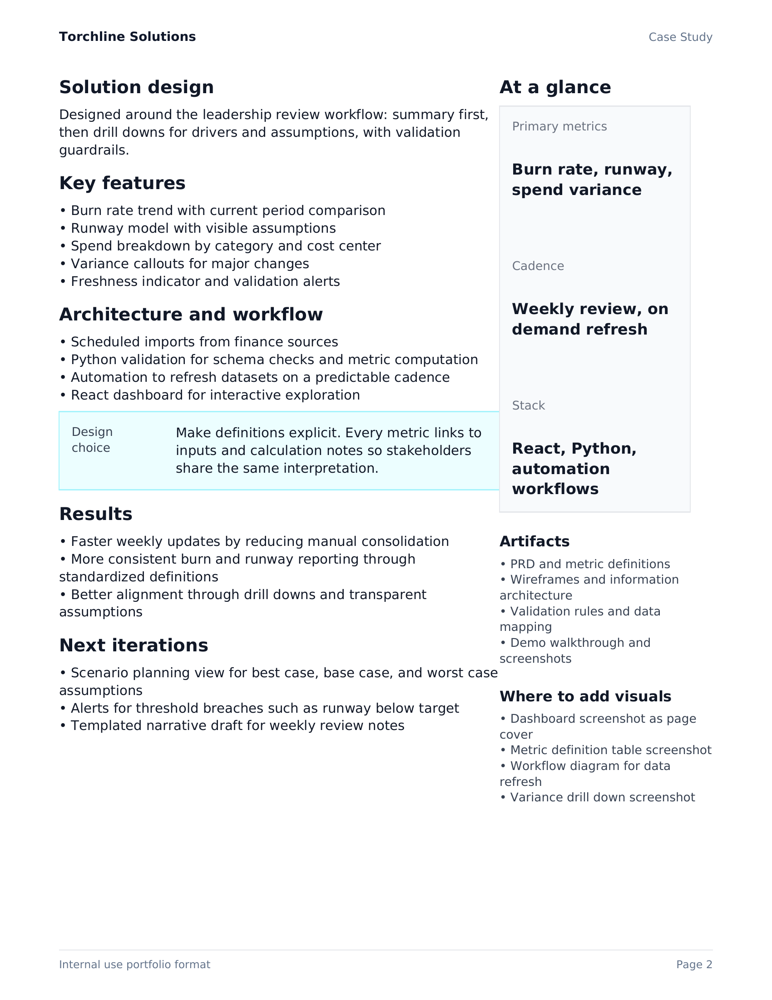 Torchline Solutions
Case Study
Solution design
Designed around the leadership review workflow: summary first,
then drill downs for drivers and assumptions, with validation
guardrails.
Key features
• Burn rate trend with current period comparison
• Runway model with visible assumptions
• Spend breakdown by category and cost center
• Variance callouts for major changes
• Freshness indicator and validation alerts
Architecture and workflow
• Scheduled imports from finance sources
• Python validation for schema checks and metric computation
• Automation to refresh datasets on a predictable cadence
• React dashboard for interactive exploration
Design
choice
Make definitions explicit. Every metric links to
inputs and calculation notes so stakeholders
share the same interpretation.
Results
• Faster weekly updates by reducing manual consolidation
• More consistent burn and runway reporting through
standardized definitions
• Better alignment through drill downs and transparent
assumptions
Next iterations
• Scenario planning view for best case, base case, and worst case
assumptions
• Alerts for threshold breaches such as runway below target
• Templated narrative draft for weekly review notes
At a glance
Primary metrics
Burn rate, runway,
spend variance
Cadence
Weekly review, on
demand refresh
Stack
React, Python,
automation
workflows
Artifacts
• PRD and metric definitions
• Wireframes and information
architecture
• Validation rules and data
mapping
• Demo walkthrough and
screenshots
Where to add visuals
• Dashboard screenshot as page
cover
• Metric definition table screenshot
• Workflow diagram for data
refresh
• Variance drill down screenshot
Internal use portfolio format
Page 2